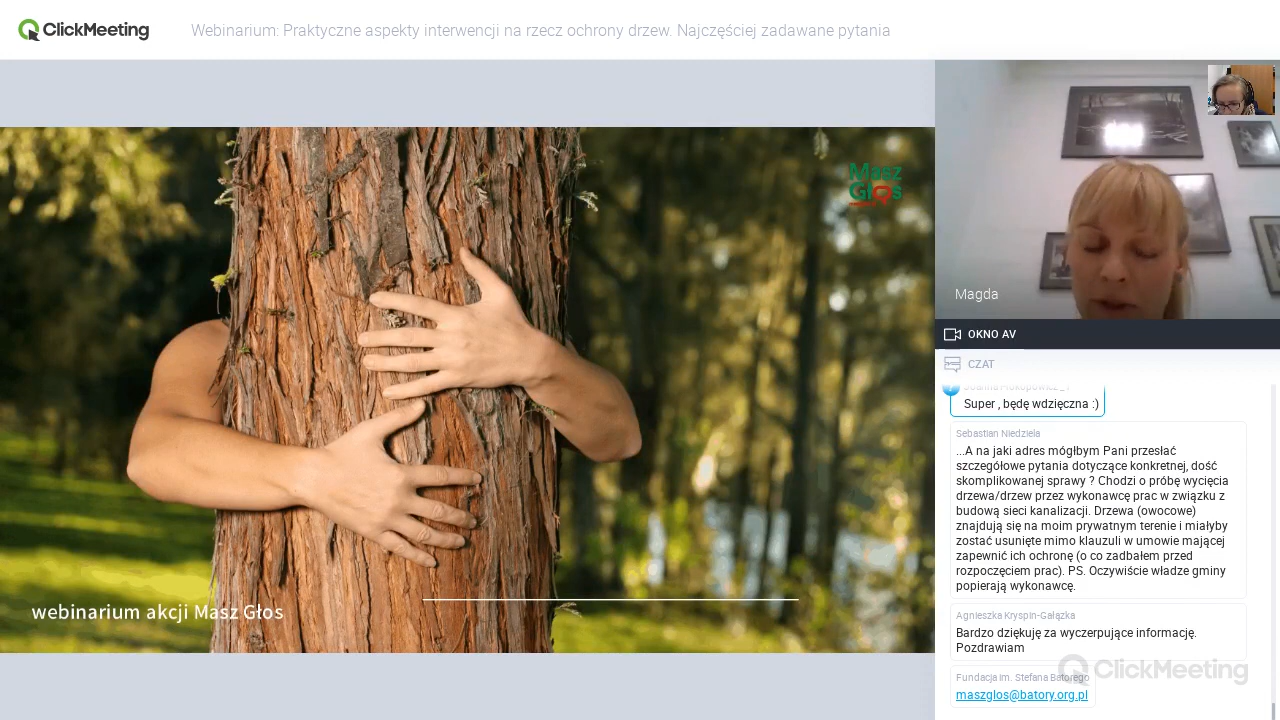 ClickMeeting
Webinarium: Praktyczne aspekty interwencji na rzecz ochrony drzew. Najczęściej zadawane pytania
Masz
Głos
webinarium akcji Masz Głos
Magda
OKNO AV
CZAT
Super , będę wdzięczna :)
Sebastian Niedziela
...A na jaki adres mógłbym Pani przesłać
szczegółowe pytania dotyczące konkretnej, dość
skomplikowanej sprawy ? Chodzi o próbę wycięcia
drzewa/drzew przez wykonawcę prac w związku z
budową sieci kanalizacji. Drzewa (owocowe)
znajdują się na moim prywatnym terenie i miałyby
zostać usunięte mimo klauzuli w umowie mającej
zapewnić ich ochronę (o co zadbałem przed
rozpoczęciem prac). P.S. Oczywiście władze gminy
popierają wykonawcę.
Agnieszka Kryspin-Gałązka
Bardzo dziękuję za wyczerpujące informację.
Pozdrawiam
Fundacja im. Stefana Batorego
maszglos@batory.org.pl
ClickMeeting